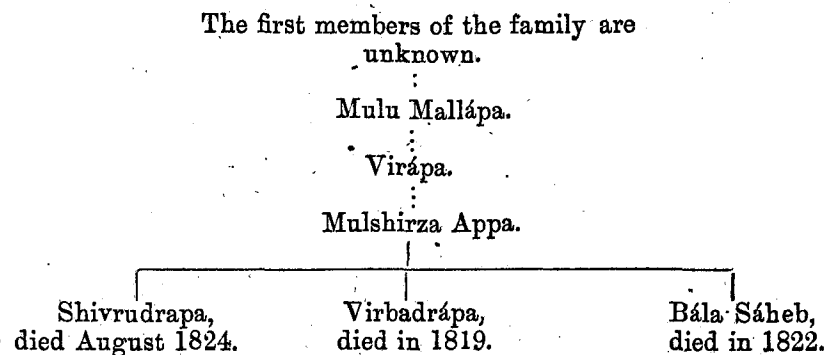 The first members of the family are
unknown.
Mulu Mallápa.
Virápa.
Mulshirza Appa.
Shivrudrapa,
died August 1824.
Virbadrápa,
died in 1819.
Bála Sáheb,
died in 1822.